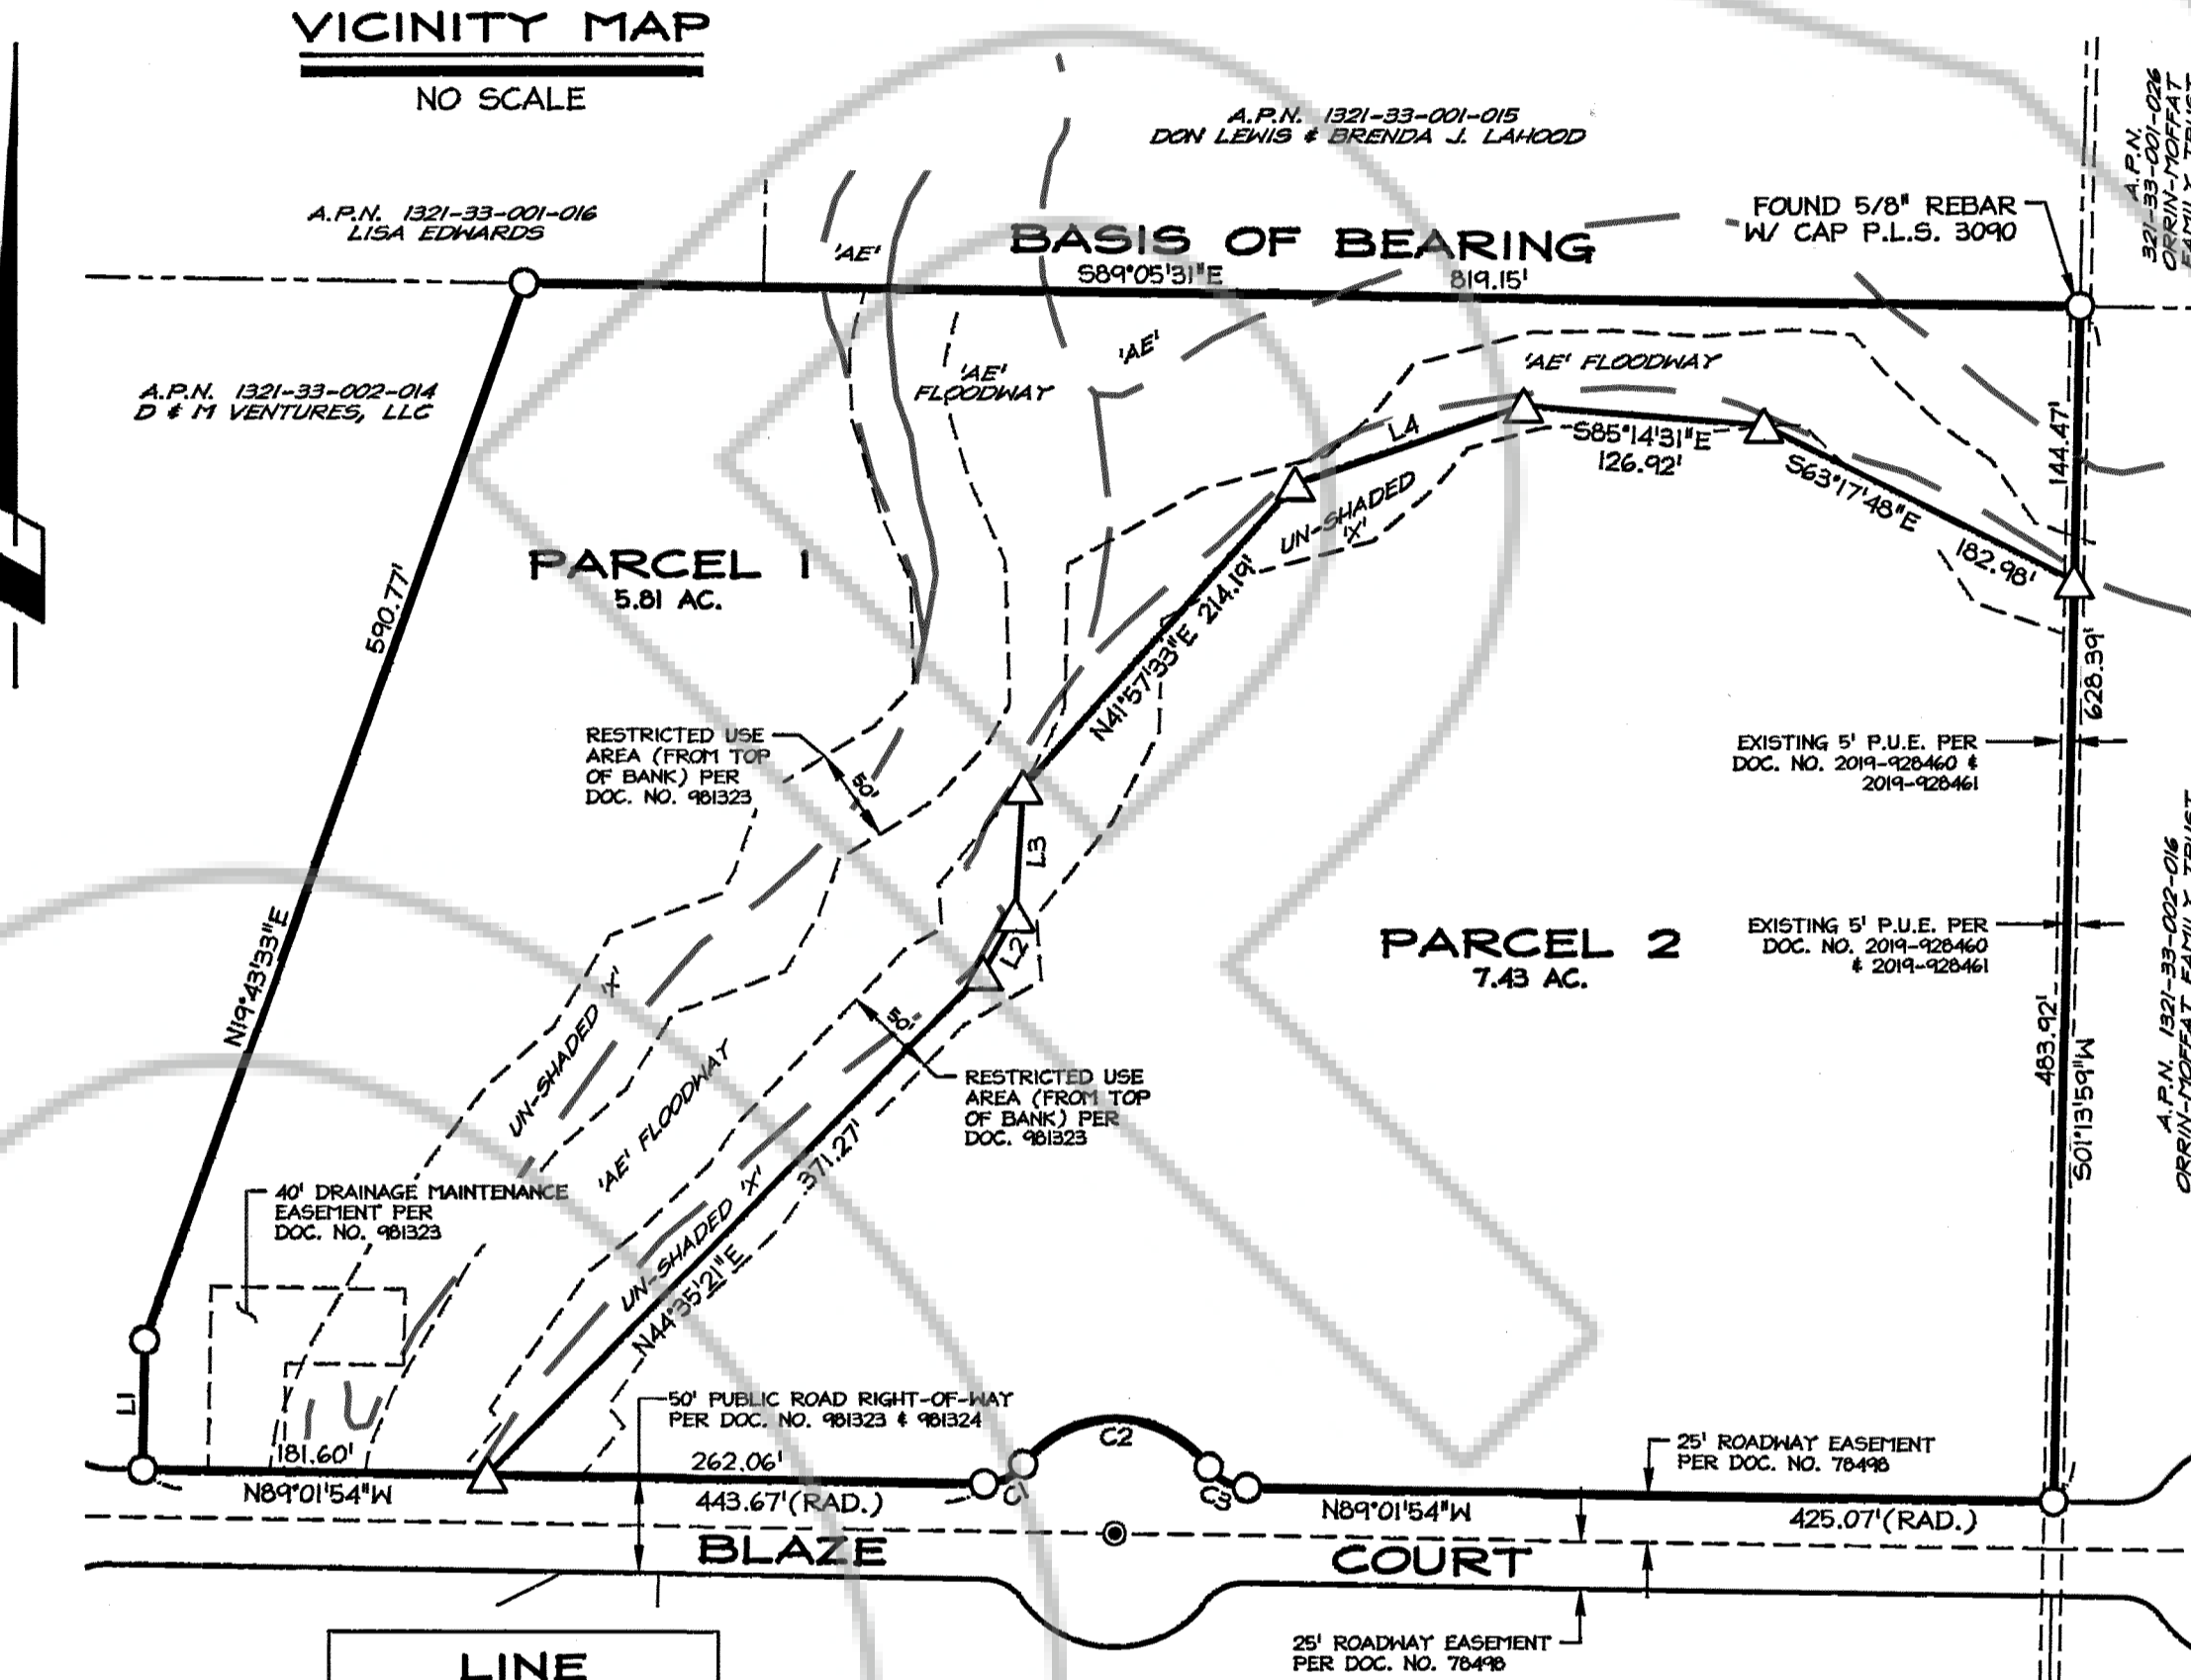 VICINITY MAP
NO SCALE
A.P.N. 1321-33-001-015
DON LEWIS & BRENDA J. LAHOOD
A.P.N.
321-33-001-026
ORRIN-MOFFAT
FAMILY TRUST
A.P.N. 1321-33-001-016
LISA EDWARDS
FOUND 5/8" REBAR
W/ CAP P.L.S. 3090
'AE'
BASIS OF BEARING
S89°05'31"E
819.15'
A.P.N. 1321-33-002-014
D & M VENTURES, LLC
'AE'
'AE'
FLOODWAY
'AE' FLOODWAY
L4
S85°14'31"E
126.92'
S63°17'48"E
182.98'
144.47'
UN-SHADED
'X'
PARCEL 1
5.81 AC.
590.77'
N19°43'33"E
N41°57'33"E 214.19'
628.39'
RESTRICTED USE
AREA (FROM TOP
OF BANK) PER
DOC. NO. 981323
50'
EXISTING 5' P.U.E. PER
DOC. NO. 2019-928460 &
2019-928461
L3
L2
PARCEL 2
7.43 AC.
EXISTING 5' P.U.E. PER
DOC. NO. 2019-928460
& 2019-928461
A.P.N. 1321-33-002-016
ORRIN-MOFFAT FAMILY TRUST
483.92'
S01°13'59"W
UN-SHADED 'X'
50'
'AE' FLOODWAY
RESTRICTED USE
AREA (FROM TOP
OF BANK) PER
DOC. 981323
371.27'
N44°35'21"E
UN-SHADED 'X'
40' DRAINAGE MAINTENANCE
EASEMENT PER
DOC. NO. 981323
L1
50' PUBLIC ROAD RIGHT-OF-WAY
PER DOC. NO. 981323 & 981324
181.60'
262.06'
C1
C2
C3
25' ROADWAY EASEMENT
PER DOC. NO. 78498
N89°01'54"W
443.67'(RAD.)
N89°01'54"W
425.07'(RAD.)
BLAZE COURT
25' ROADWAY EASEMENT
PER DOC. NO. 78498
LINE